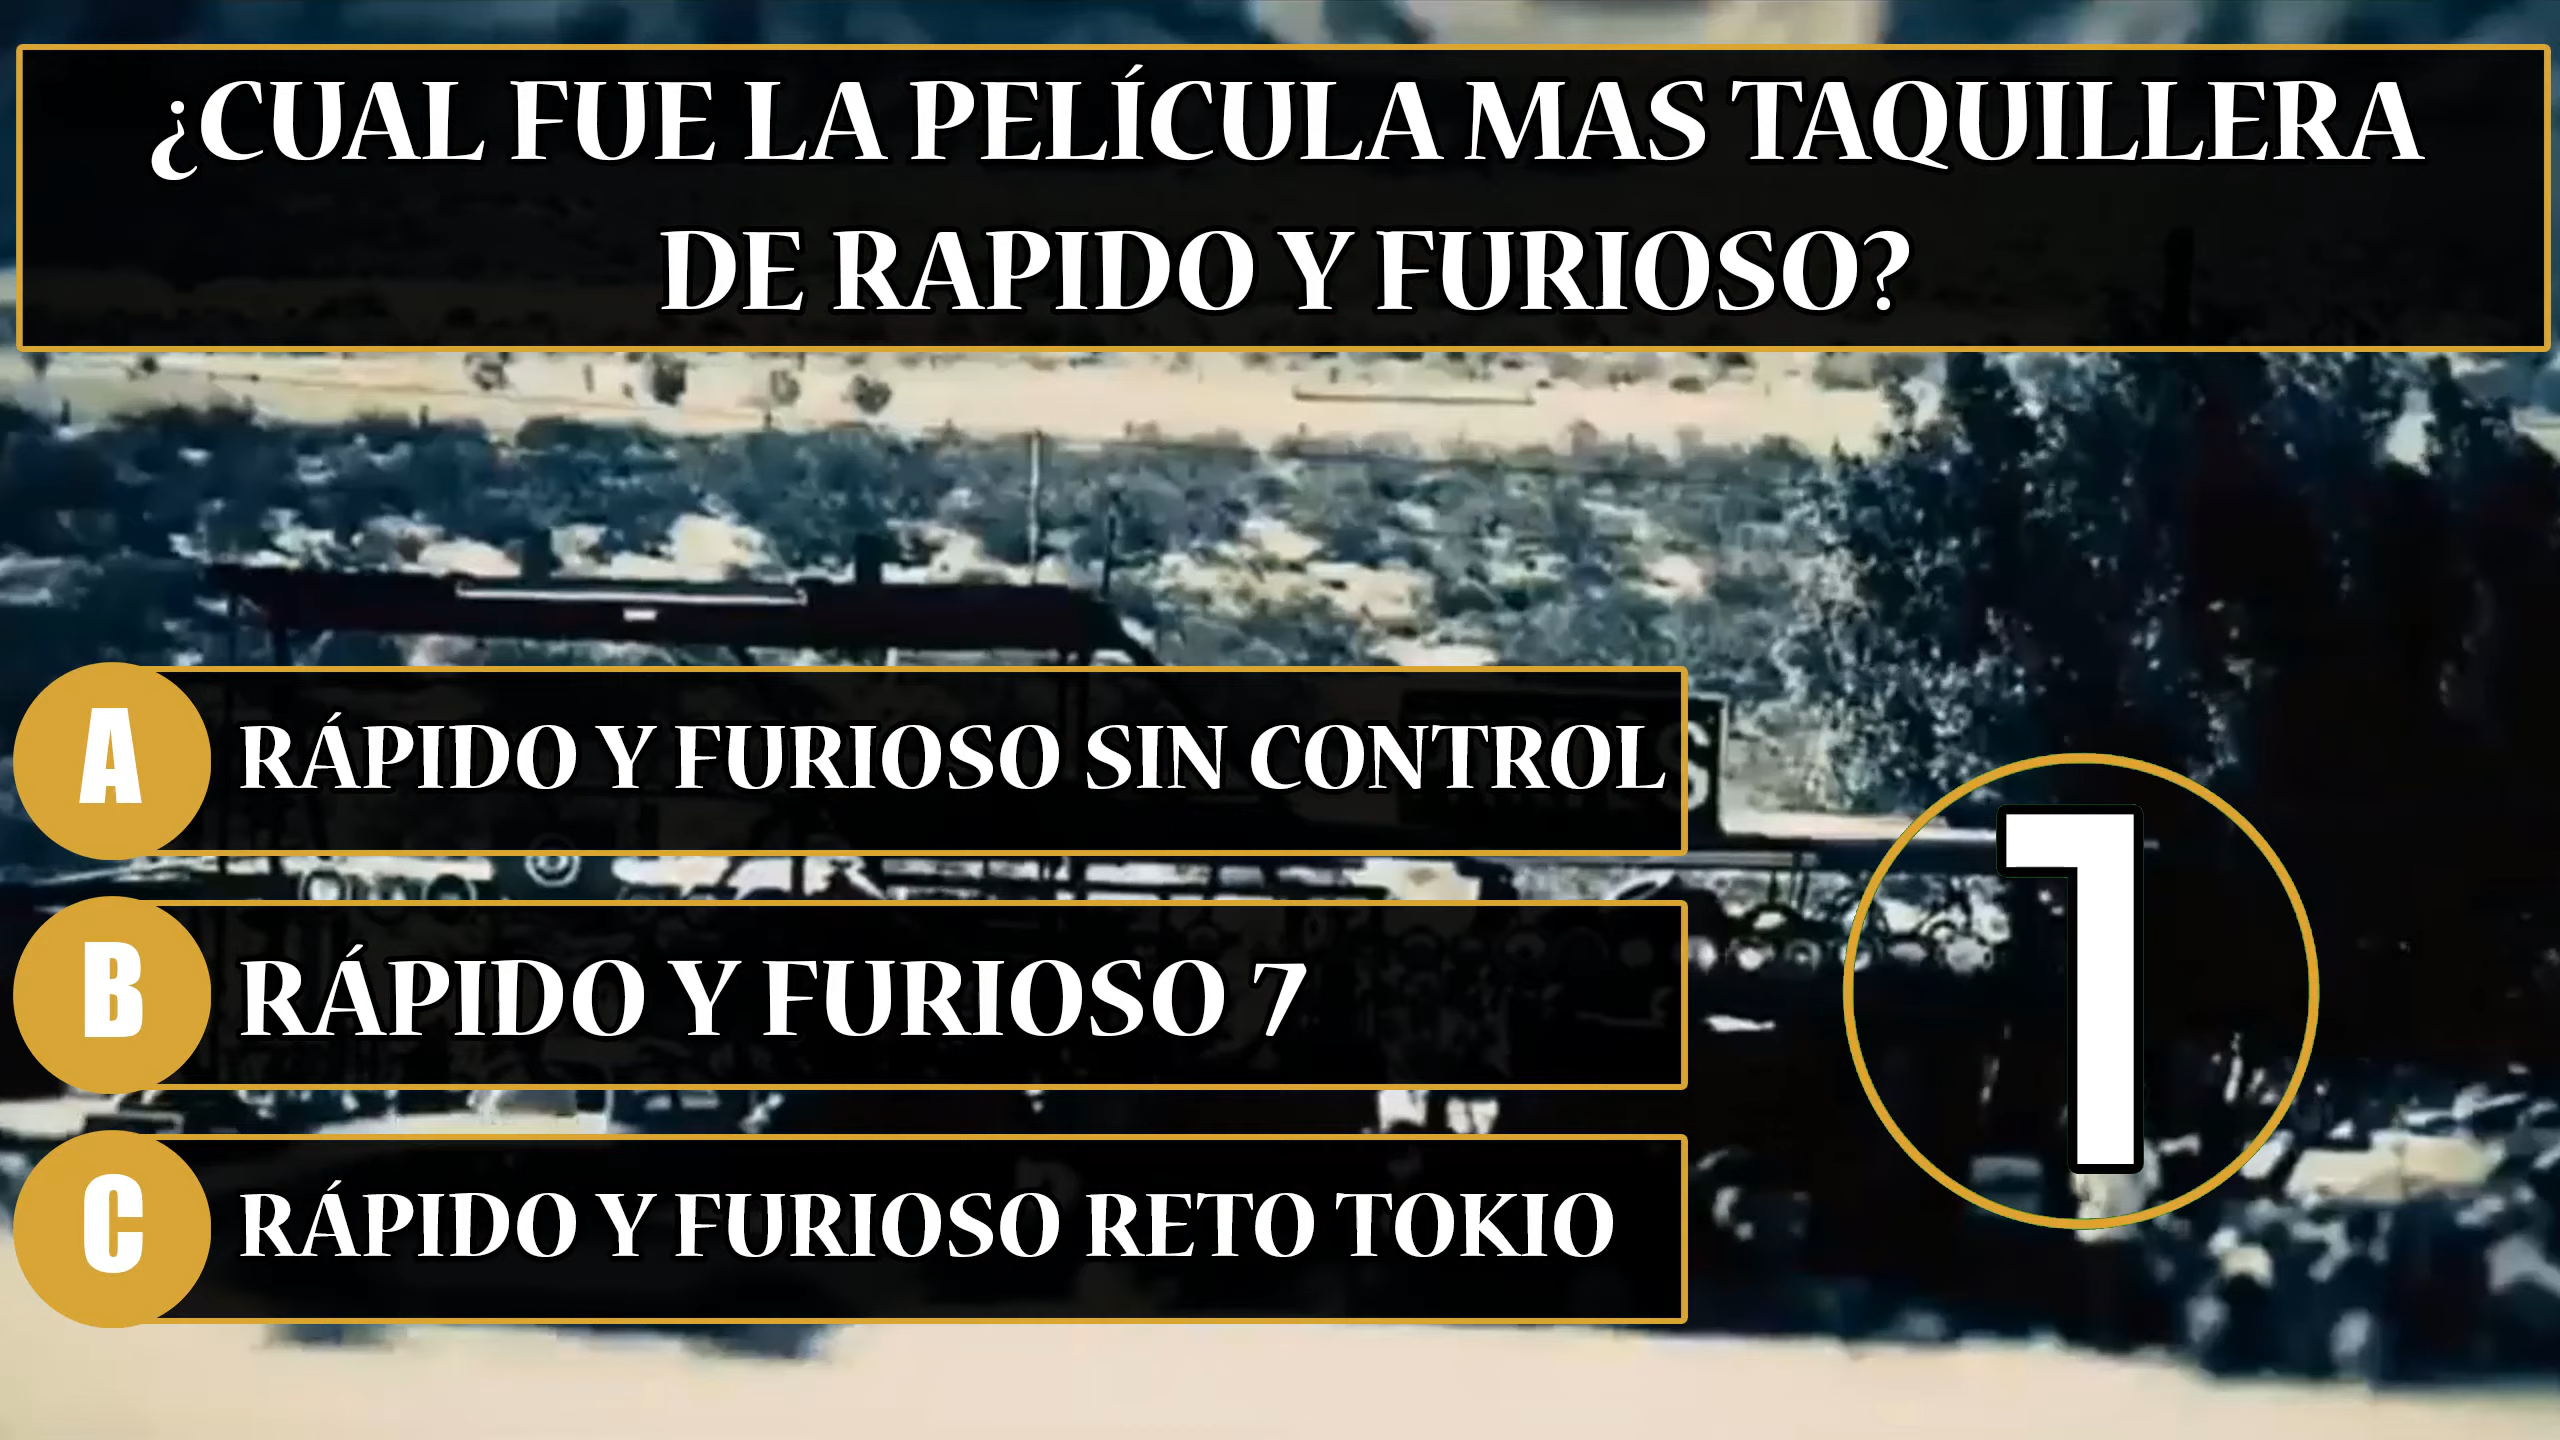 ¿CUAL FUE LA PELÍCULA MAS TAQUILLERA
DE RAPIDO Y FURIOSO?
A
RÁPIDO Y FURIOSO SIN CONTROL
B
RÁPIDO Y FURIOSO 7
C
RÁPIDO Y FURIOSO RETO TOKIO
1